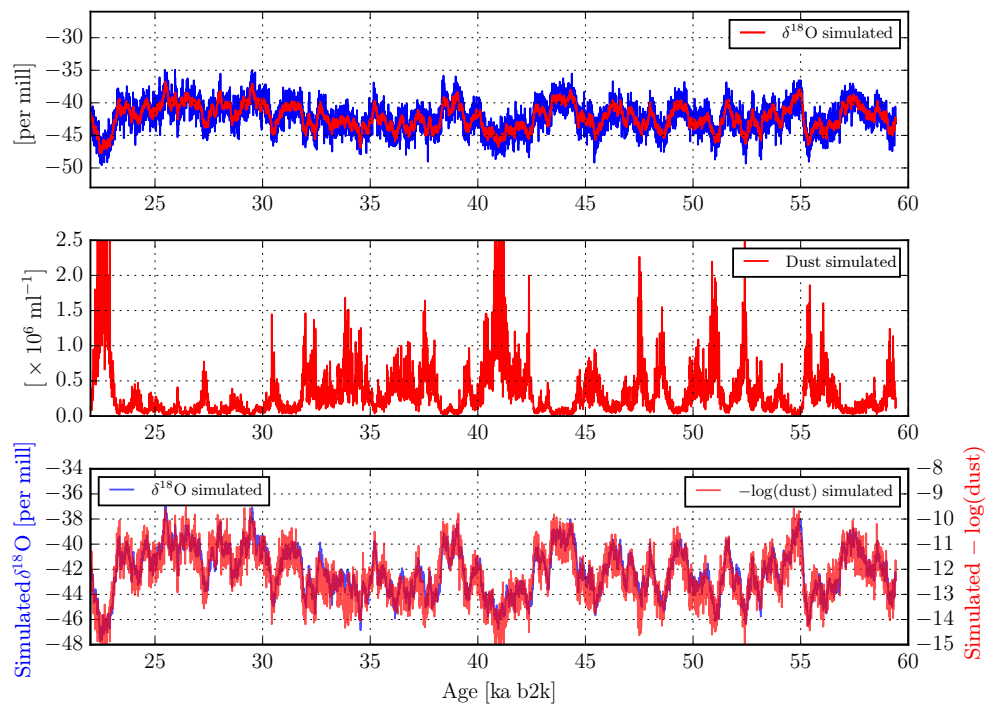 −30
−35
−40
−45
−50
[per mill]
δ¹⁸O simulated
25 30 35 40 45 50 55 60
2.5
2.0
1.5
1.0
0.5
0.0
[ × 10⁶ ml⁻¹]
Dust simulated
25 30 35 40 45 50 55 60
−34
−36
−38
−40
−42
−44
−46
−48
Simulated δ¹⁸O [per mill]
δ¹⁸O simulated
−log(dust) simulated
−8
−9
−10
−11
−12
−13
−14
−15
Simulated − log(dust)
25 30 35 40 45 50 55 60
Age [ka b2k]